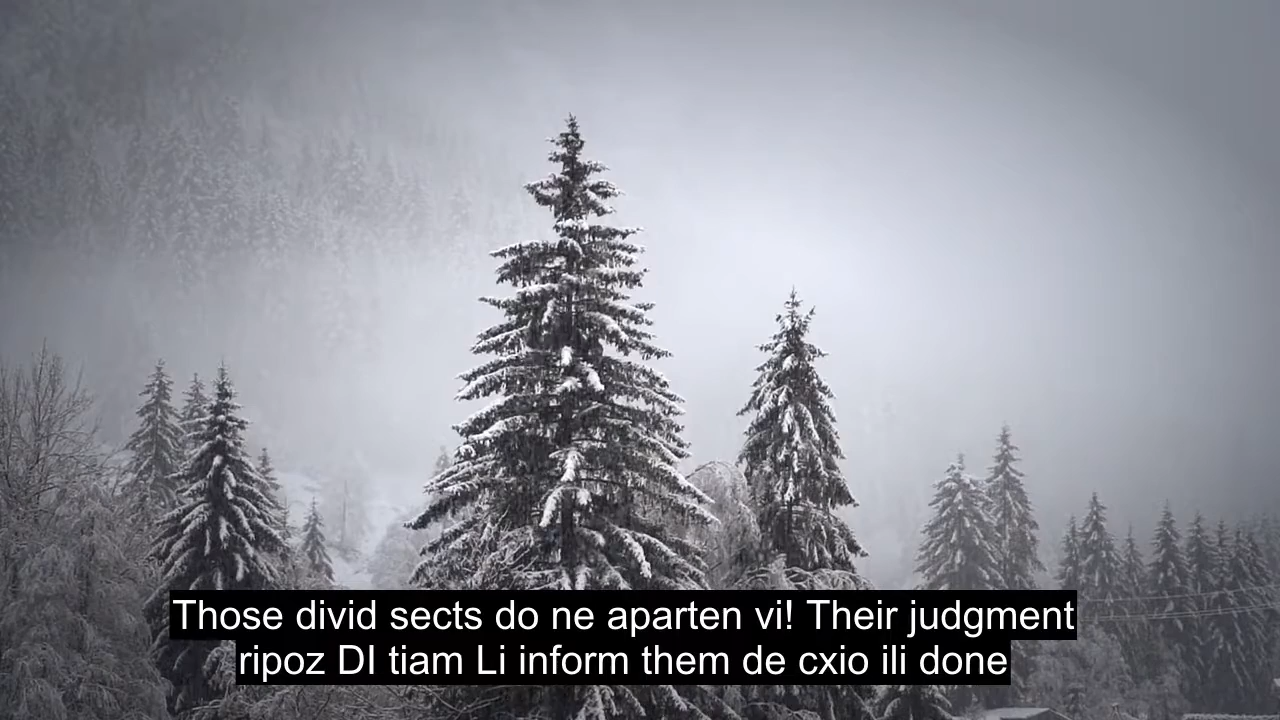 Those divid sects do ne aparten vi! Their judgment
ripoz DI tiam Li inform them de cxio ili done